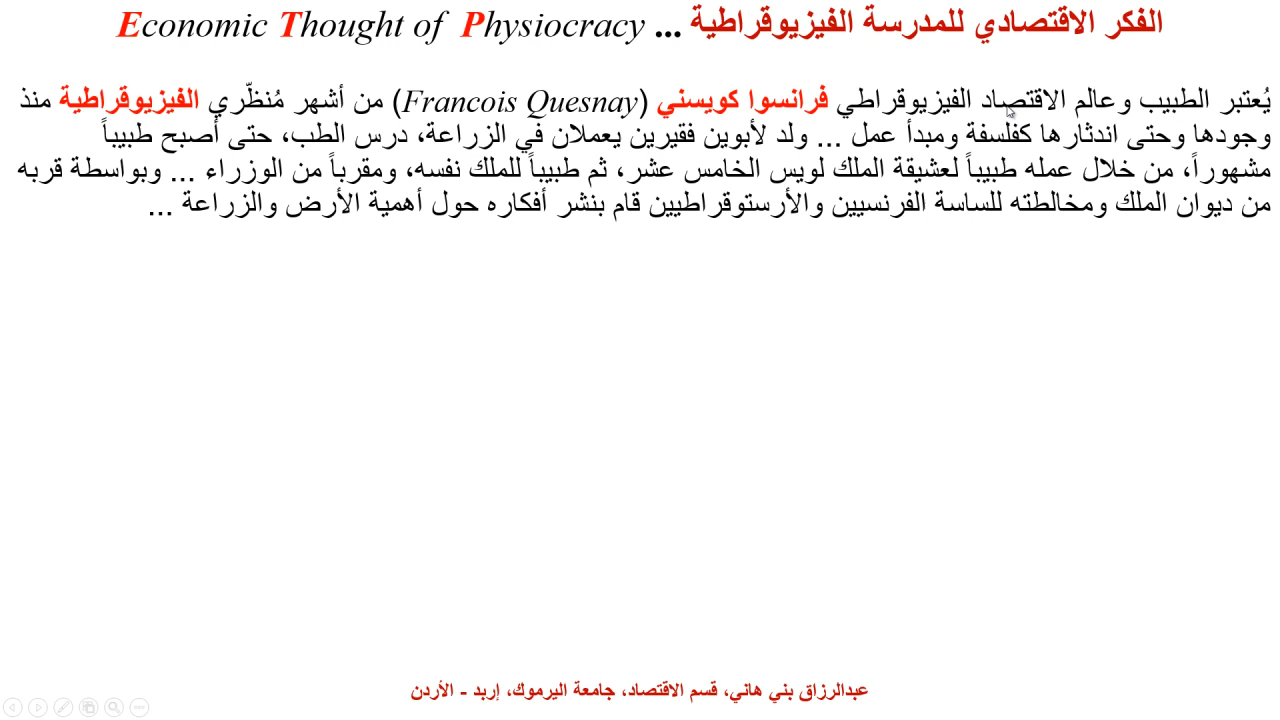 الفكر الاقتصادي للمدرسة الفيزيوقراطية ... Economic Thought of Physiocracy
يُعتبر الطبيب وعالم الاقتصاد الفيزيوقراطي فرانسوا كويسني (Francois Quesnay) من أشهر مُنظّري الفيزيوقراطية منذ
وجودها وحتى اندثارها كفلسفة ومبدأ عمل ... ولد لأبوين فقيرين يعملان في الزراعة، درس الطب، حتى أصبح طبيباً
مشهوراً، من خلال عمله طبيباً لعشيقة الملك لويس الخامس عشر، ثم طبيباً للملك نفسه، ومقرباً من الوزراء ... وبواسطة قربه
من ديوان الملك ومخالطته للساسة الفرنسيين والأرستوقراطيين قام بنشر أفكاره حول أهمية الأرض والزراعة ...
عبدالرزاق بني هاني، قسم الاقتصاد، جامعة اليرموك، إربد - الأردن